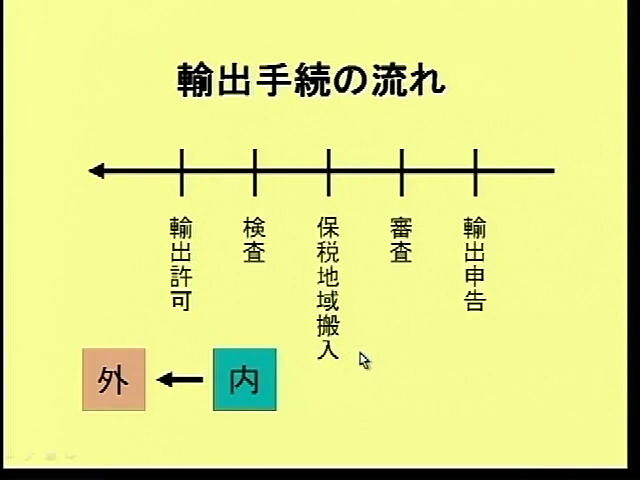 輸出手続の流れ
輸出申告
審査
保税地域搬入
検査
輸出許可
外
内